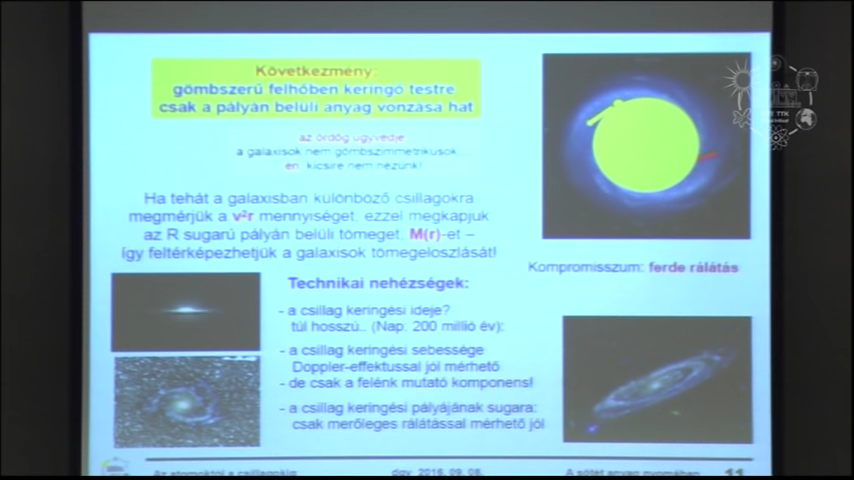 Következmény:
gömbszerű felhőben keringő testre
csak a pályán belüli anyag vonzása hat
az ördög ügyvédje:
a galaxisok nem gömbszimmetrikusok...
én: kicsire nem nézünk!
Ha tehát a galaxisban különböző csillagokra
megmérjük a v²r mennyiséget, ezzel megkapjuk
az R sugarú pályán belüli tömeget, M(r)-et –
így feltérképezhetjük a galaxisok tömegeloszlását!
Kompromisszum: ferde rálátás
Technikai nehézségek:
- a csillag keringési ideje?
túl hosszú.. (Nap: 200 millió év):
- a csillag keringési sebessége
Doppler-effektussal jól mérhető
- de csak a felénk mutató komponens!
- a csillag keringési pályájának sugara:
csak merőleges rálátással mérhető jól
Az atomoktól a csillagokig
dgy 2016. 09. 08.
A sötét anyag nyomában
11